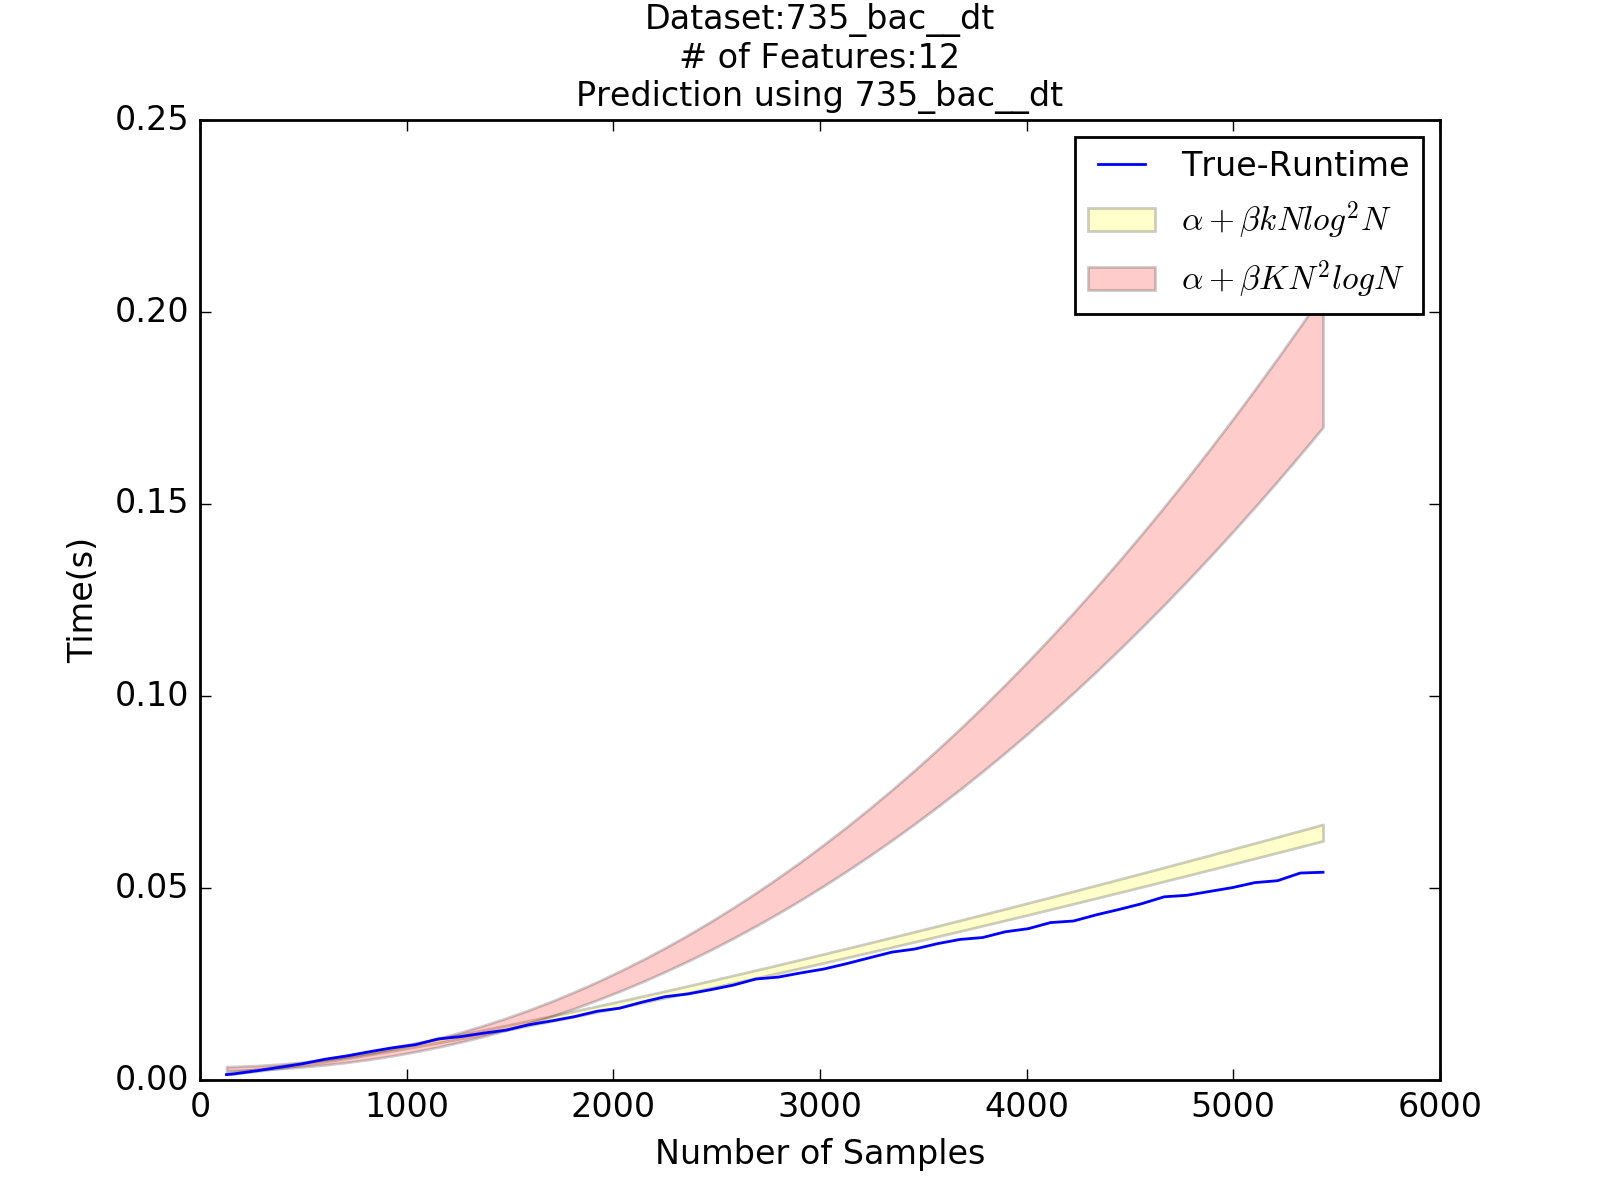 Dataset:735_bac__dt
# of Features:12
Prediction using 735_bac__dt
0.25
0.20
0.15
0.10
0.05
0.00
Time(s)
True-Runtime
α + βkNlog²N
α + βKN²logN
0 1000 2000 3000 4000 5000 6000
Number of Samples